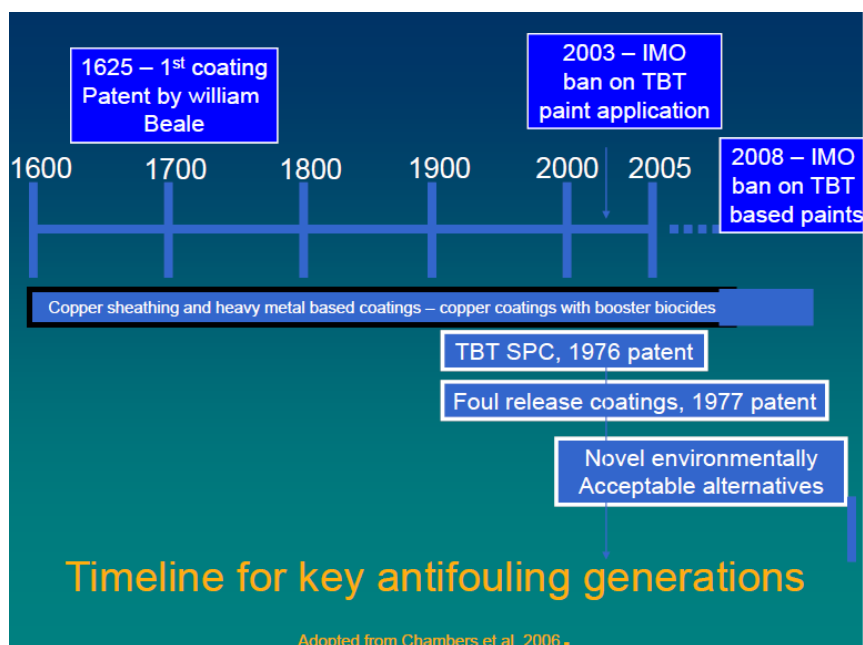 1625 – 1st coating
Patent by william
Beale
2003 – IMO
ban on TBT
paint application
2008 – IMO
ban on TBT
based paints
1600 1700 1800 1900 2000 2005
Copper sheathing and heavy metal based coatings – copper coatings with booster biocides
TBT SPC, 1976 patent
Foul release coatings, 1977 patent
Novel environmentally
Acceptable alternatives
Timeline for key antifouling generations
Adopted from Chambers et al. 2006